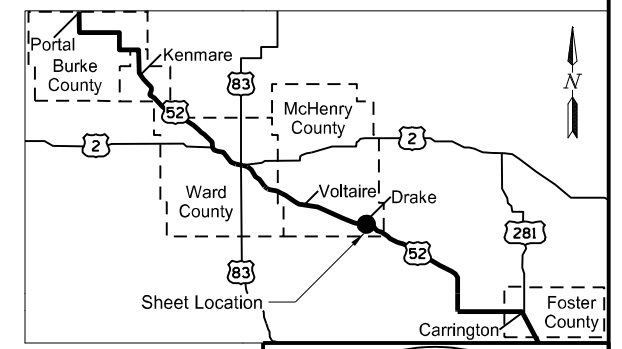 Portal
Burke
County
Kenmare
83
52
McHenry
County
2
2
Ward
County
Voltaire
Drake
N
281
52
83
Sheet Location
Foster
County
Carrington